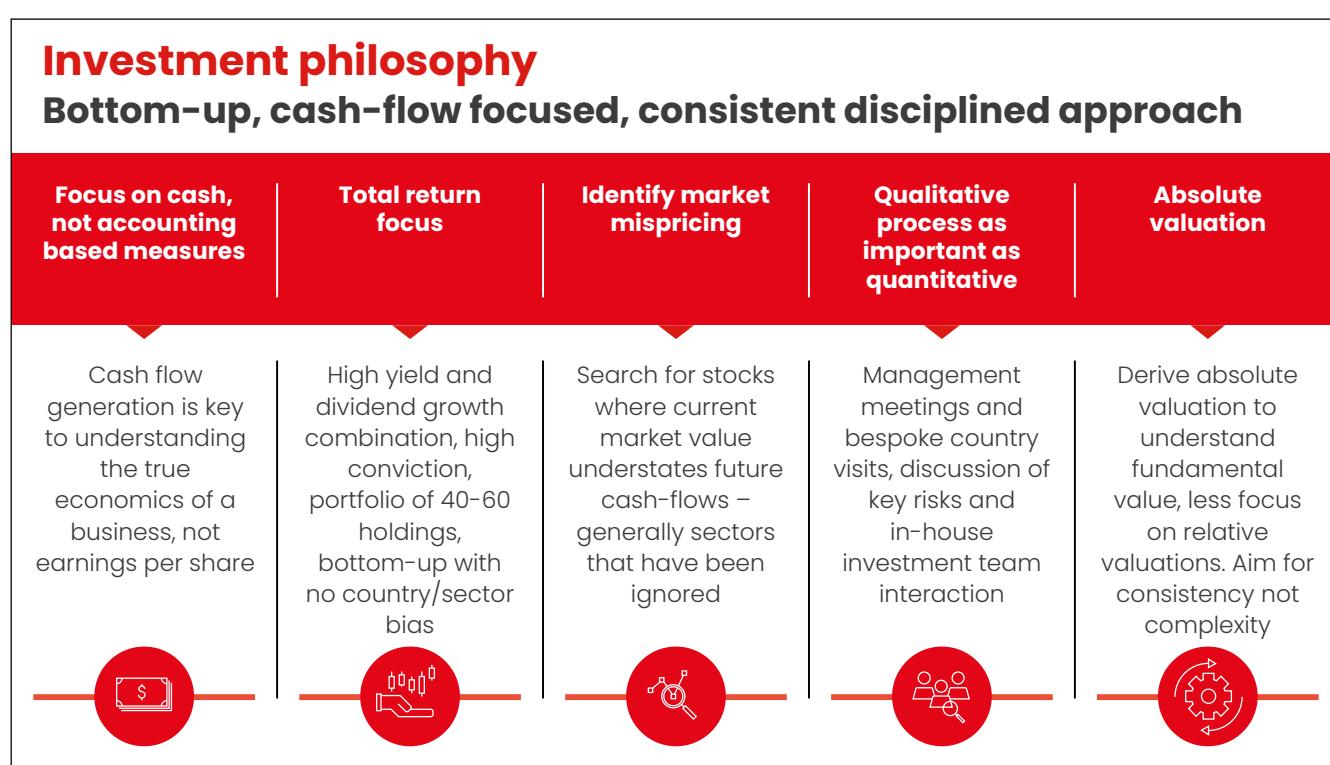 Investment philosophy
Bottom-up, cash-flow focused, consistent disciplined approach
Focus on cash,
not accounting
based measures
Total return
focus
Identify market
mispricing
Qualitative
process as
important as
quantitative
Absolute
valuation
Cash flow
generation is key
to understanding
the true
economics of a
business, not
earnings per share
High yield and
dividend growth
combination, high
conviction,
portfolio of 40-60
holdings,
bottom-up with
no country/sector
bias
Search for stocks
where current
market value
understates future
cash-flows –
generally sectors
that have been
ignored
Management
meetings and
bespoke country
visits, discussion of
key risks and
in-house
investment team
interaction
Derive absolute
valuation to
understand
fundamental
value, less focus
on relative
valuations. Aim for
consistency not
complexity
$